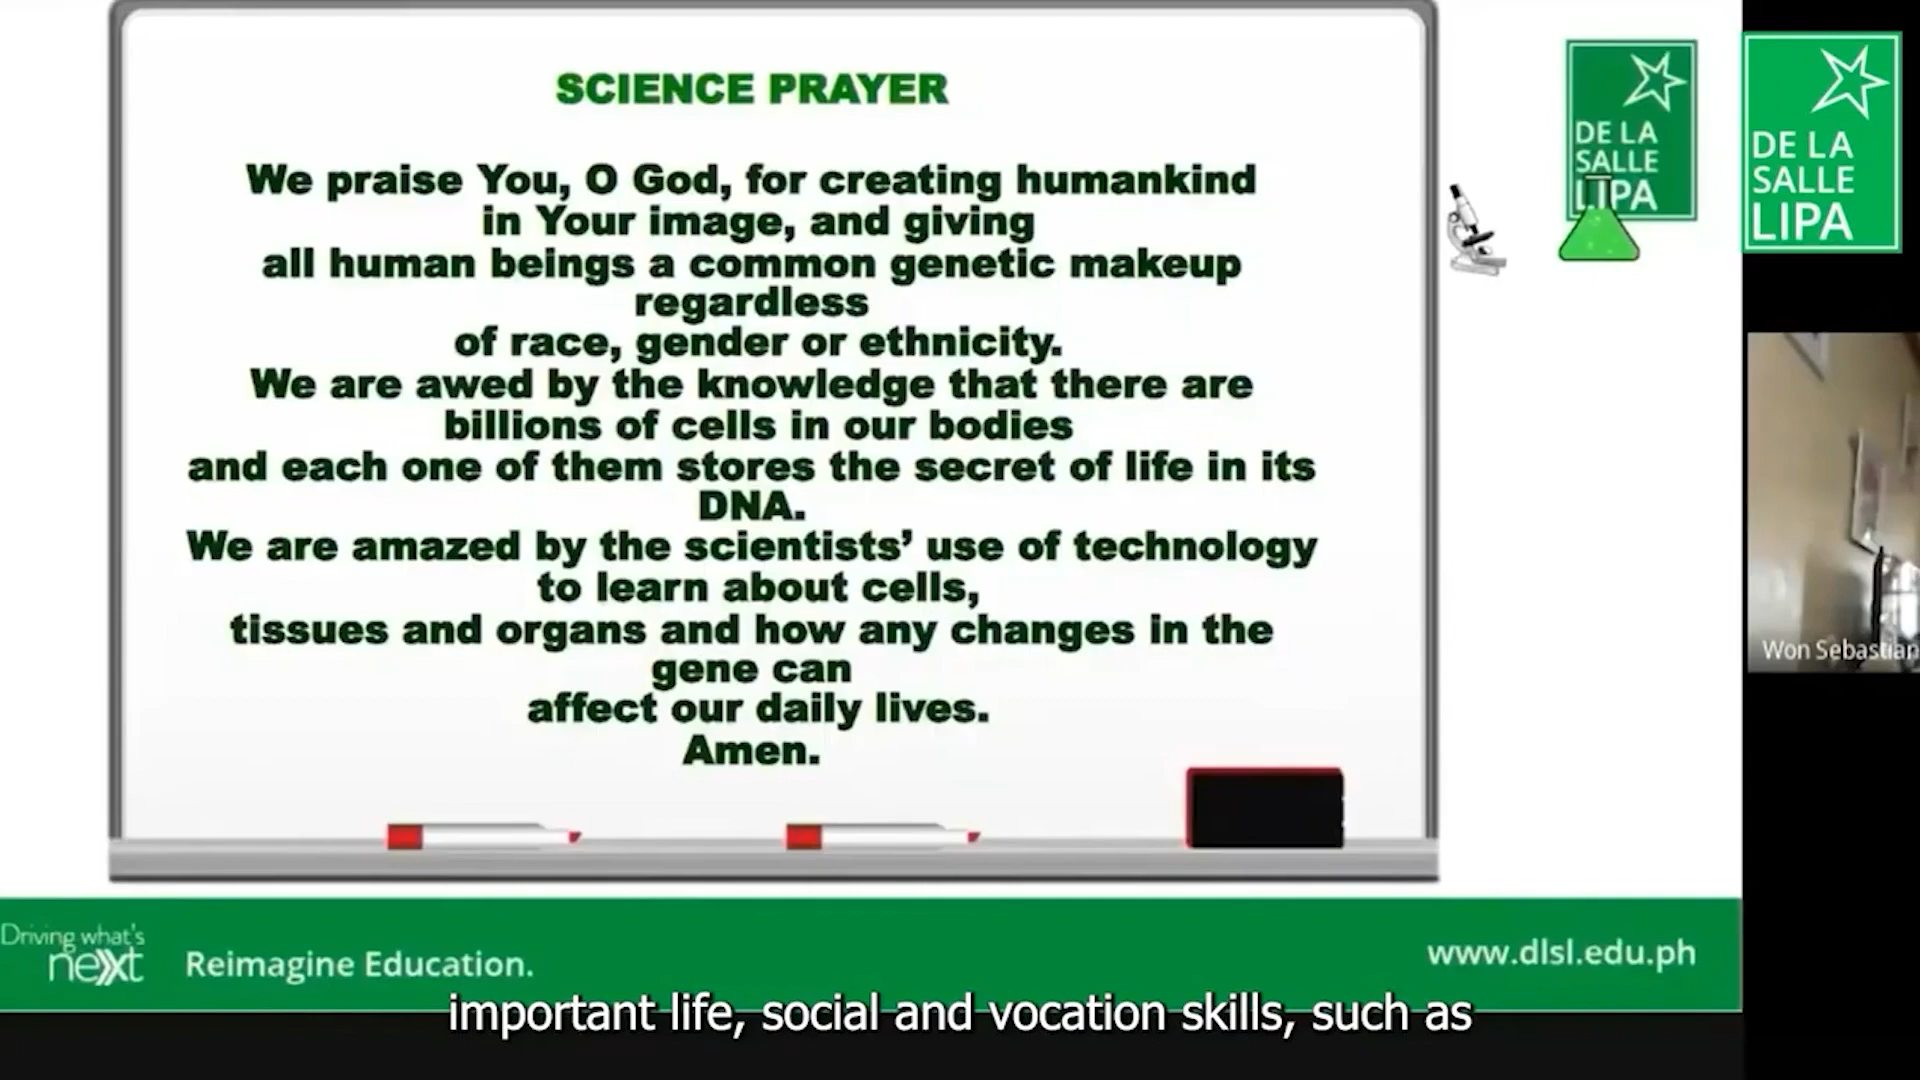 SCIENCE PRAYER
We praise You, O God, for creating humankind
in Your image, and giving
all human beings a common genetic makeup
regardless
of race, gender or ethnicity.
We are awed by the knowledge that there are
billions of cells in our bodies
and each one of them stores the secret of life in its
DNA.
We are amazed by the scientists’ use of technology
to learn about cells,
tissues and organs and how any changes in the
gene can
affect our daily lives.
Amen.
DE LA
SALLE
LIPA
DE LA
SALLE
LIPA
Won Sebastian
Driving what's
next
Reimagine Education.
www.dlsl.edu.ph
important life, social and vocation skills, such as